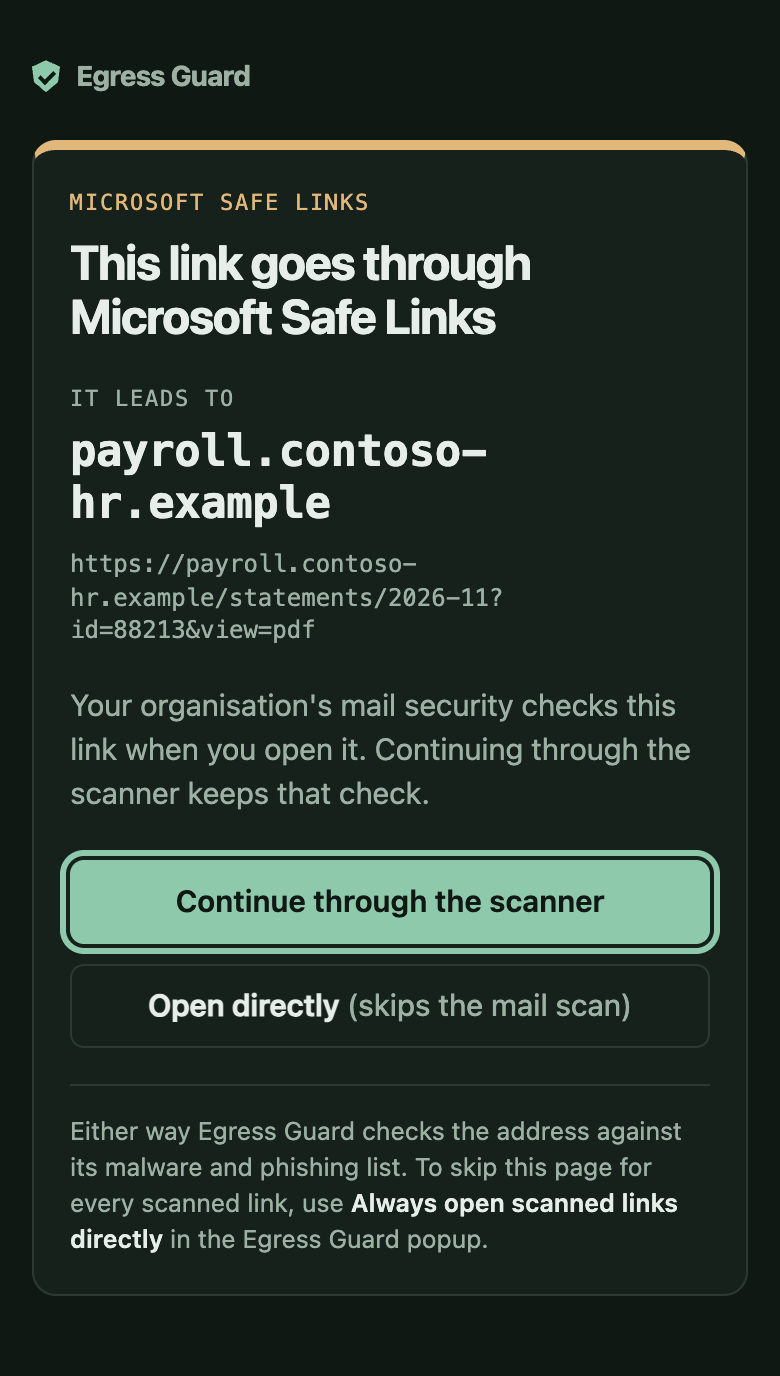 Egress Guard
MICROSOFT SAFE LINKS
This link goes through
Microsoft Safe Links
IT LEADS TO
payroll.contoso-
hr.example
https://payroll.contoso-
hr.example/statements/2026-11?
id=88213&view=pdf
Your organisation's mail security checks this
link when you open it. Continuing through the
scanner keeps that check.
Continue through the scanner
Open directly (skips the mail scan)
Either way Egress Guard checks the address against
its malware and phishing list. To skip this page for
every scanned link, use Always open scanned links
directly in the Egress Guard popup.